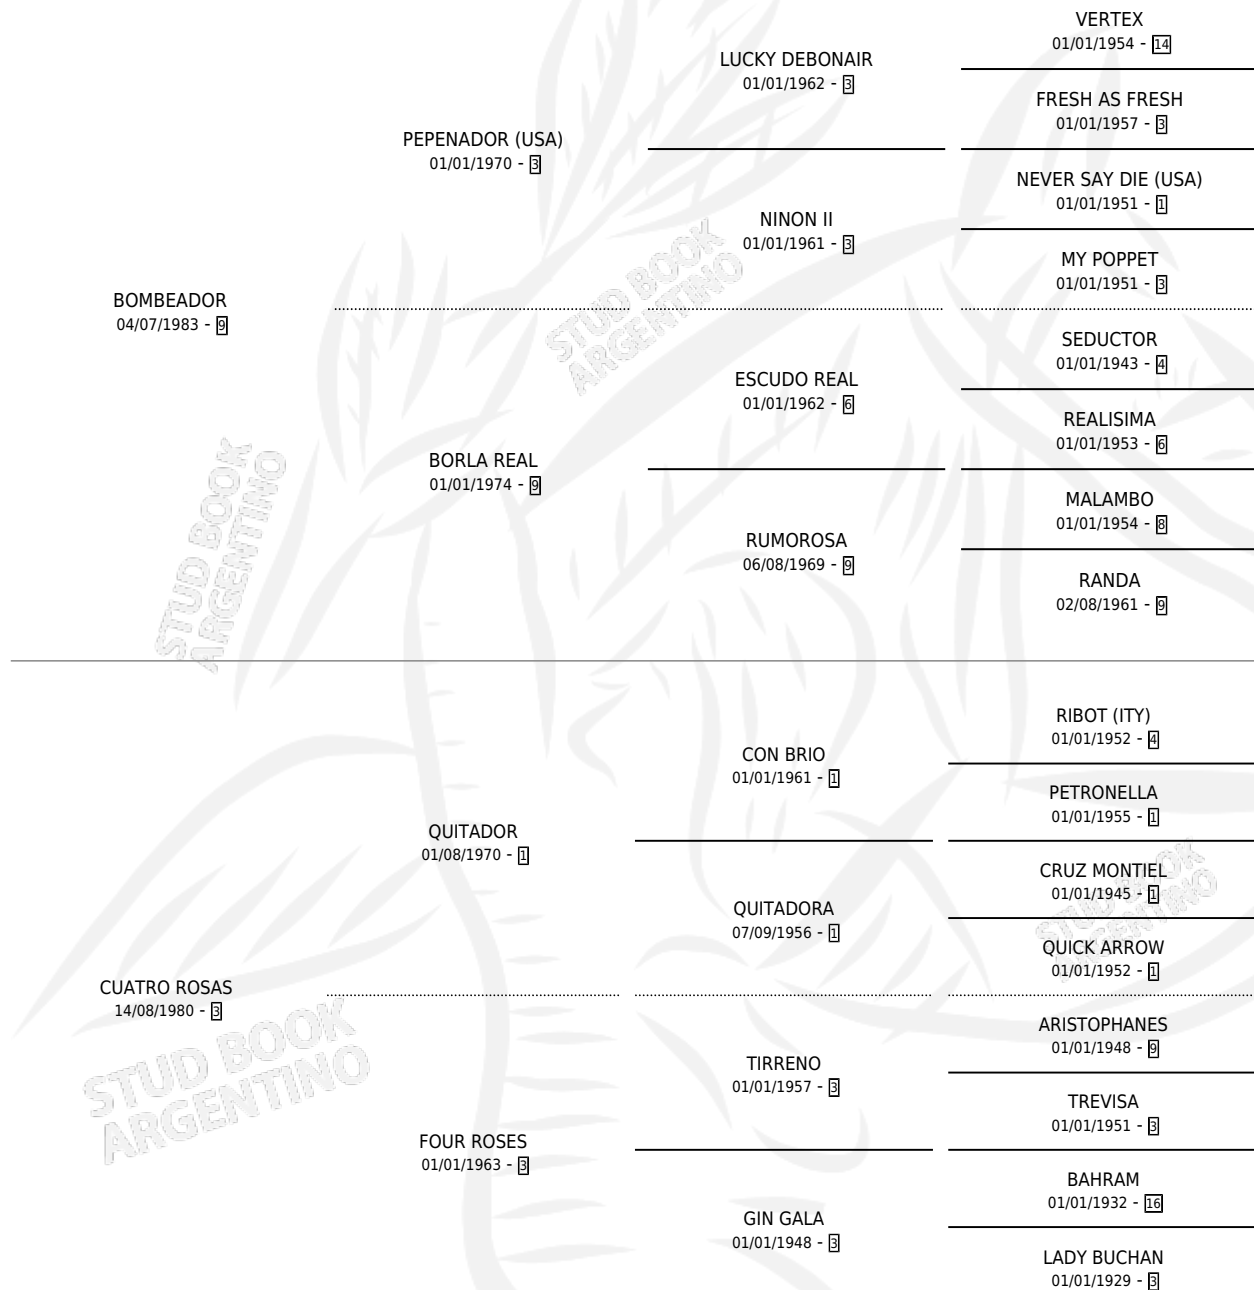 BOMBEADOR
04/07/1983 - 9
PEPENADOR (USA)
01/01/1970 - 3
BORLA REAL
01/01/1974 - 9
LUCKY DEBONAIR
01/01/1962 - 3
NINON II
01/01/1961 - 3
ESCUDO REAL
01/01/1962 - 6
RUMOROSA
06/08/1969 - 9
VERTEX
01/01/1954 - 14
FRESH AS FRESH
01/01/1957 - 3
NEVER SAY DIE (USA)
01/01/1951 - 1
MY POPPET
01/01/1951 - 3
SEDUCTOR
01/01/1943 - 4
REALISIMA
01/01/1953 - 6
MALAMBO
01/01/1954 - 8
RANDA
02/08/1961 - 9
STUD BOOK
ARGENTINO
STUD BOOK
ARGENTINO
CUATRO ROSAS
14/08/1980 - 3
QUITADOR
01/08/1970 - 1
FOUR ROSES
01/01/1963 - 3
CON BRIO
01/01/1961 - 1
QUITADORA
07/09/1956 - 1
TIRRENO
01/01/1957 - 3
GIN GALA
01/01/1948 - 3
RIBOT (ITY)
01/01/1952 - 4
PETRONELLA
01/01/1955 - 1
CRUZ MONTIEL
01/01/1945 - 1
QUICK ARROW
01/01/1952 - 1
ARISTOPHANES
01/01/1948 - 9
TREVISA
01/01/1951 - 3
BAHRAM
01/01/1932 - 16
LADY BUCHAN
01/01/1929 - 3
STUD BOOK
ARGENTINO
STUD BOOK
ARGENTINO